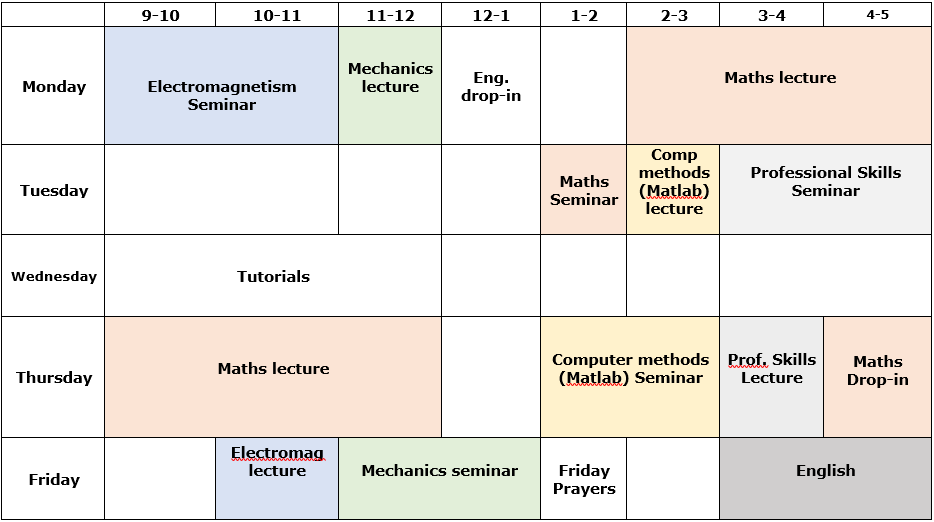 9-10 10-11 11-12 12-1 1-2 2-3 3-4 4-5
Monday
Electromagnetism
Seminar
Mechanics
lecture
Eng.
drop-in
Maths lecture
Tuesday
Maths
Seminar
Comp
methods
(Matlab)
lecture
Professional Skills
Seminar
Wednesday
Tutorials
Thursday
Maths lecture
Computer methods
(Matlab) Seminar
Prof. Skills
Lecture
Maths
Drop-in
Friday
Electromag
lecture
Mechanics seminar
Friday
Prayers
English